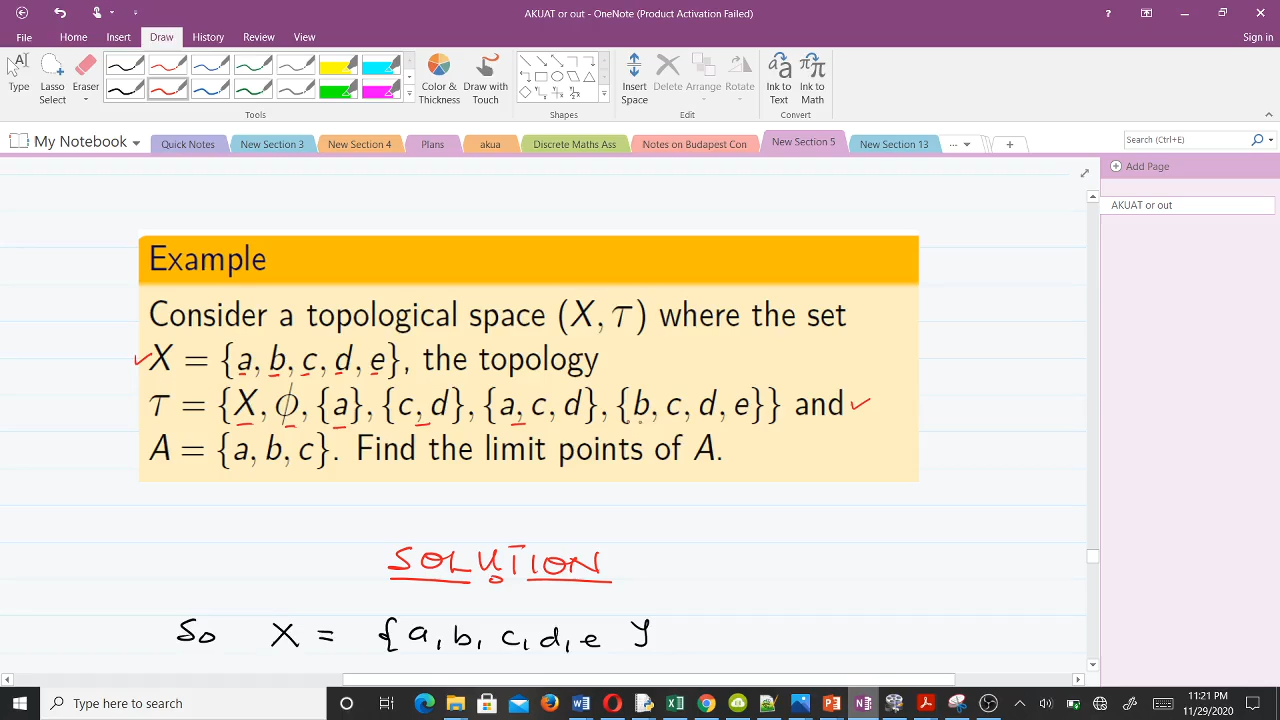 AKUAT or out - OneNote (Product Activation Failed)
File Home Insert Draw History Review View Sign in
Type Lasso Select Eraser Color & Thickness Draw with Touch Insert Space Delete Arrange Rotate Ink to Text Ink to Math
Tools Shapes Edit Convert
My Notebook Quick Notes New Section 3 New Section 4 Plans akua Discrete Maths Ass Notes on Budapest Con New Section 5 New Section 13 ... Search (Ctrl+E)
Add Page
AKUAT or out
Example
Consider a topological space (X, τ) where the set
X = {a, b, c, d, e}, the topology
τ = {X, ϕ, {a}, {c, d}, {a, c, d}, {b, c, d, e}} and
A = {a, b, c}. Find the limit points of A.
SOLUTION
So X = {a, b, c, d, e}
Type here to search
11:21 PM
11/29/2020